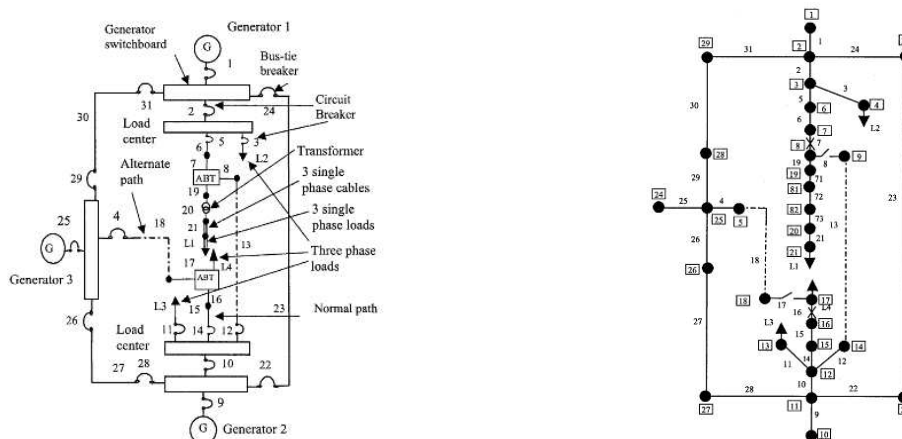 Generator 1
Generator
switchboard
G
1
Bus-tie
breaker
31
2
24
Circuit
Breaker
30
Load
center
5
3
6
L2
Transformer
7
ABT
8
Alternate
path
19
3 single
phase cables
29
20
3 single
phase loads
25
4
18
21
L1
13
G
17
L4
Three phase
loads
Generator 3
ABT
16
L3
15
23
Normal path
26
11
14
12
Load
center
27
28
10
22
9
G
Generator 2
1
1
29
31
2
24
2
3
3
30
5
6
4
6
L2
7
28
8
7
19
8
9
29
19
71
24
81
23
25
4
72
82
13
25
5
73
26
20
21
18
21
26
L1
18
17
17
16
L4
L3
16
27
15
13
15
14
14
11
12
12
28
10
22
27
11
9
10